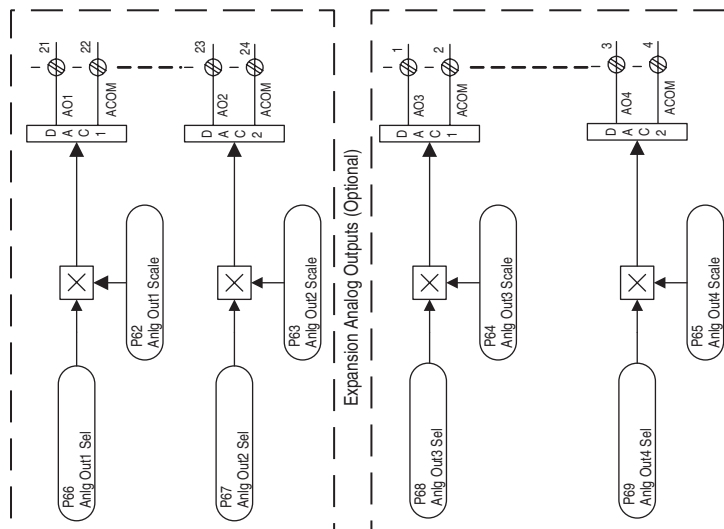 P66
Anlg Out1 Sel
P62
Anlg Out1 Scale
D
A
C
1
AO1
21
ACOM
22
P67
Anlg Out2 Sel
P63
Anlg Out2 Scale
D
A
C
2
AO2
23
ACOM
24
Expansion Analog Outputs (Optional)
P68
Anlg Out3 Sel
P64
Anlg Out3 Scale
D
A
C
1
AO3
1
ACOM
2
P69
Anlg Out4 Sel
P65
Anlg Out4 Scale
D
A
C
2
AO4
3
ACOM
4